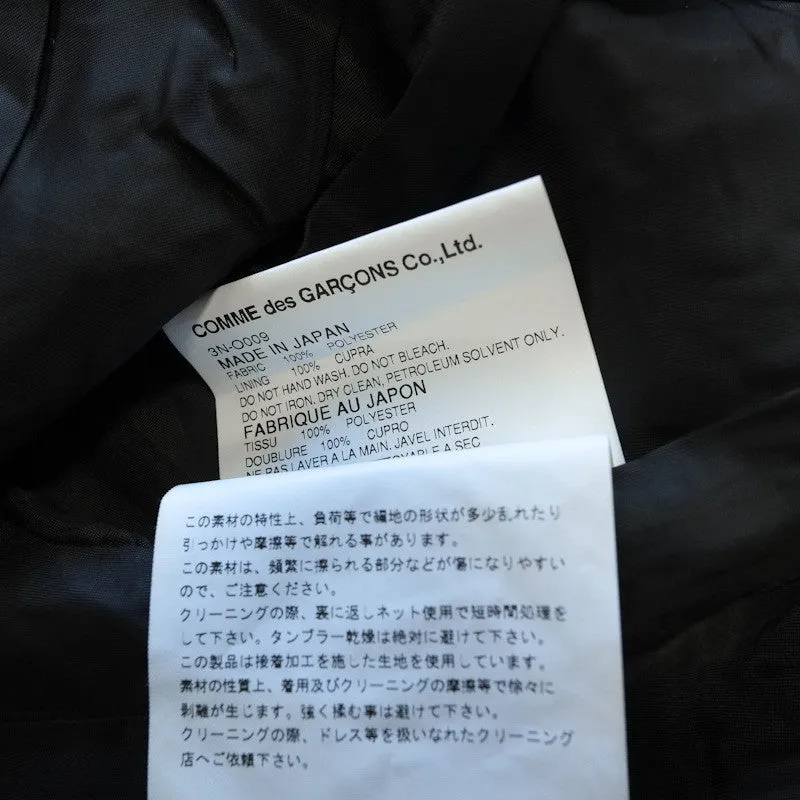 COMME des GARÇONS Co.,Ltd.
3N-O009
MADE IN JAPAN
FABRIC 100% POLYESTER
LINING 100% CUPRA
DO NOT HAND WASH. DO NOT BLEACH.
DO NOT IRON. DRY CLEAN, PETROLEUM SOLVENT ONLY.
FABRIQUE AU JAPON
TISSU 100% POLYESTER
DOUBLURE 100% CUPRO
NE PAS LAVER A LA MAIN. JAVEL INTERDIT.
A SEC
この素材の特性上、負荷等で編地の形状が多少乱れたり
引っかけや摩擦等で解れる事があります。
この素材は、頻繁に擦られる部分などが傷になりやすい
ので、ご注意ください。
クリーニングの際、裏に返しネット使用で短時間処理を
して下さい。タンブラー乾燥は絶対に避けて下さい。
この製品は接着加工を施した生地を使用しています。
素材の性質上、着用及びクリーニングの摩擦等で徐々に
剥離が生じます。強く揉む事は避けて下さい。
クリーニングの際、ドレス等を扱いなれたクリーニング
店へご依頼下さい。